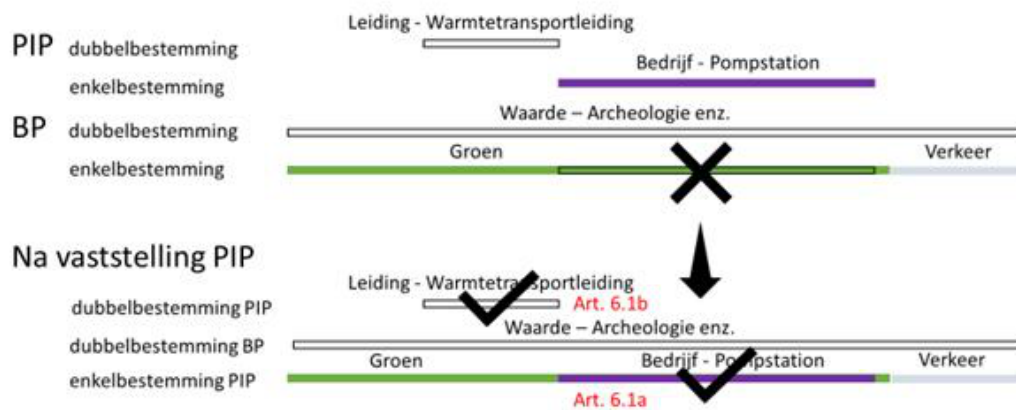 Leiding - Warmtetransportleiding
PIP dubbelbestemming
Bedrijf - Pompstation
enkelbestemming
Waarde – Archeologie enz.
BP dubbelbestemming
Groen Verkeer
enkelbestemming
Na vaststelling PIP
Leiding - Warmtetransportleiding
dubbelbestemming PIP Art. 6.1b
Waarde – Archeologie enz.
dubbelbestemming BP
Groen Bedrijf - Pompstation Verkeer
enkelbestemming PIP
Art. 6.1a